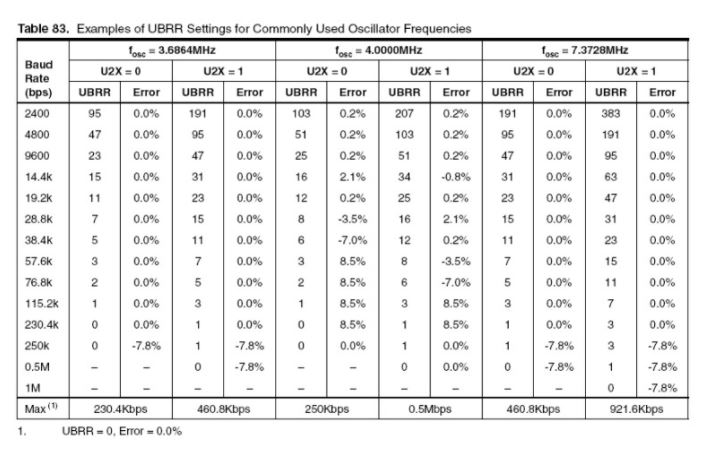 Table 83. Examples of UBRR Settings for Commonly Used Oscillator Frequencies
Baud Rate (bps) fosc = 3.6864MHz fosc = 4.0000MHz fosc = 7.3728MHz
U2X = 0 U2X = 1 U2X = 0 U2X = 1 U2X = 0 U2X = 1
UBRR Error UBRR Error UBRR Error UBRR Error UBRR Error UBRR Error
2400 95 0.0% 191 0.0% 103 0.2% 207 0.2% 191 0.0% 383 0.0%
4800 47 0.0% 95 0.0% 51 0.2% 103 0.2% 95 0.0% 191 0.0%
9600 23 0.0% 47 0.0% 25 0.2% 51 0.2% 47 0.0% 95 0.0%
14.4k 15 0.0% 31 0.0% 16 2.1% 34 -0.8% 31 0.0% 63 0.0%
19.2k 11 0.0% 23 0.0% 12 0.2% 25 0.2% 23 0.0% 47 0.0%
28.8k 7 0.0% 15 0.0% 8 -3.5% 16 2.1% 15 0.0% 31 0.0%
38.4k 5 0.0% 11 0.0% 6 -7.0% 12 0.2% 11 0.0% 23 0.0%
57.6k 3 0.0% 7 0.0% 3 8.5% 8 -3.5% 7 0.0% 15 0.0%
76.8k 2 0.0% 5 0.0% 2 8.5% 6 -7.0% 5 0.0% 11 0.0%
115.2k 1 0.0% 3 0.0% 1 8.5% 3 8.5% 3 0.0% 7 0.0%
230.4k 0 0.0% 1 0.0% 0 8.5% 1 8.5% 1 0.0% 3 0.0%
250k 0 -7.8% 1 -7.8% 0 0.0% 1 0.0% 1 -7.8% 3 -7.8%
0.5M – – 0 -7.8% – – 0 0.0% 0 -7.8% 1 -7.8%
1M – – – – – – – – – – 0 -7.8%
Max (1) 230.4Kbps 460.8Kbps 250Kbps 0.5Mbps 460.8Kbps 921.6Kbps
1. UBRR = 0, Error = 0.0%